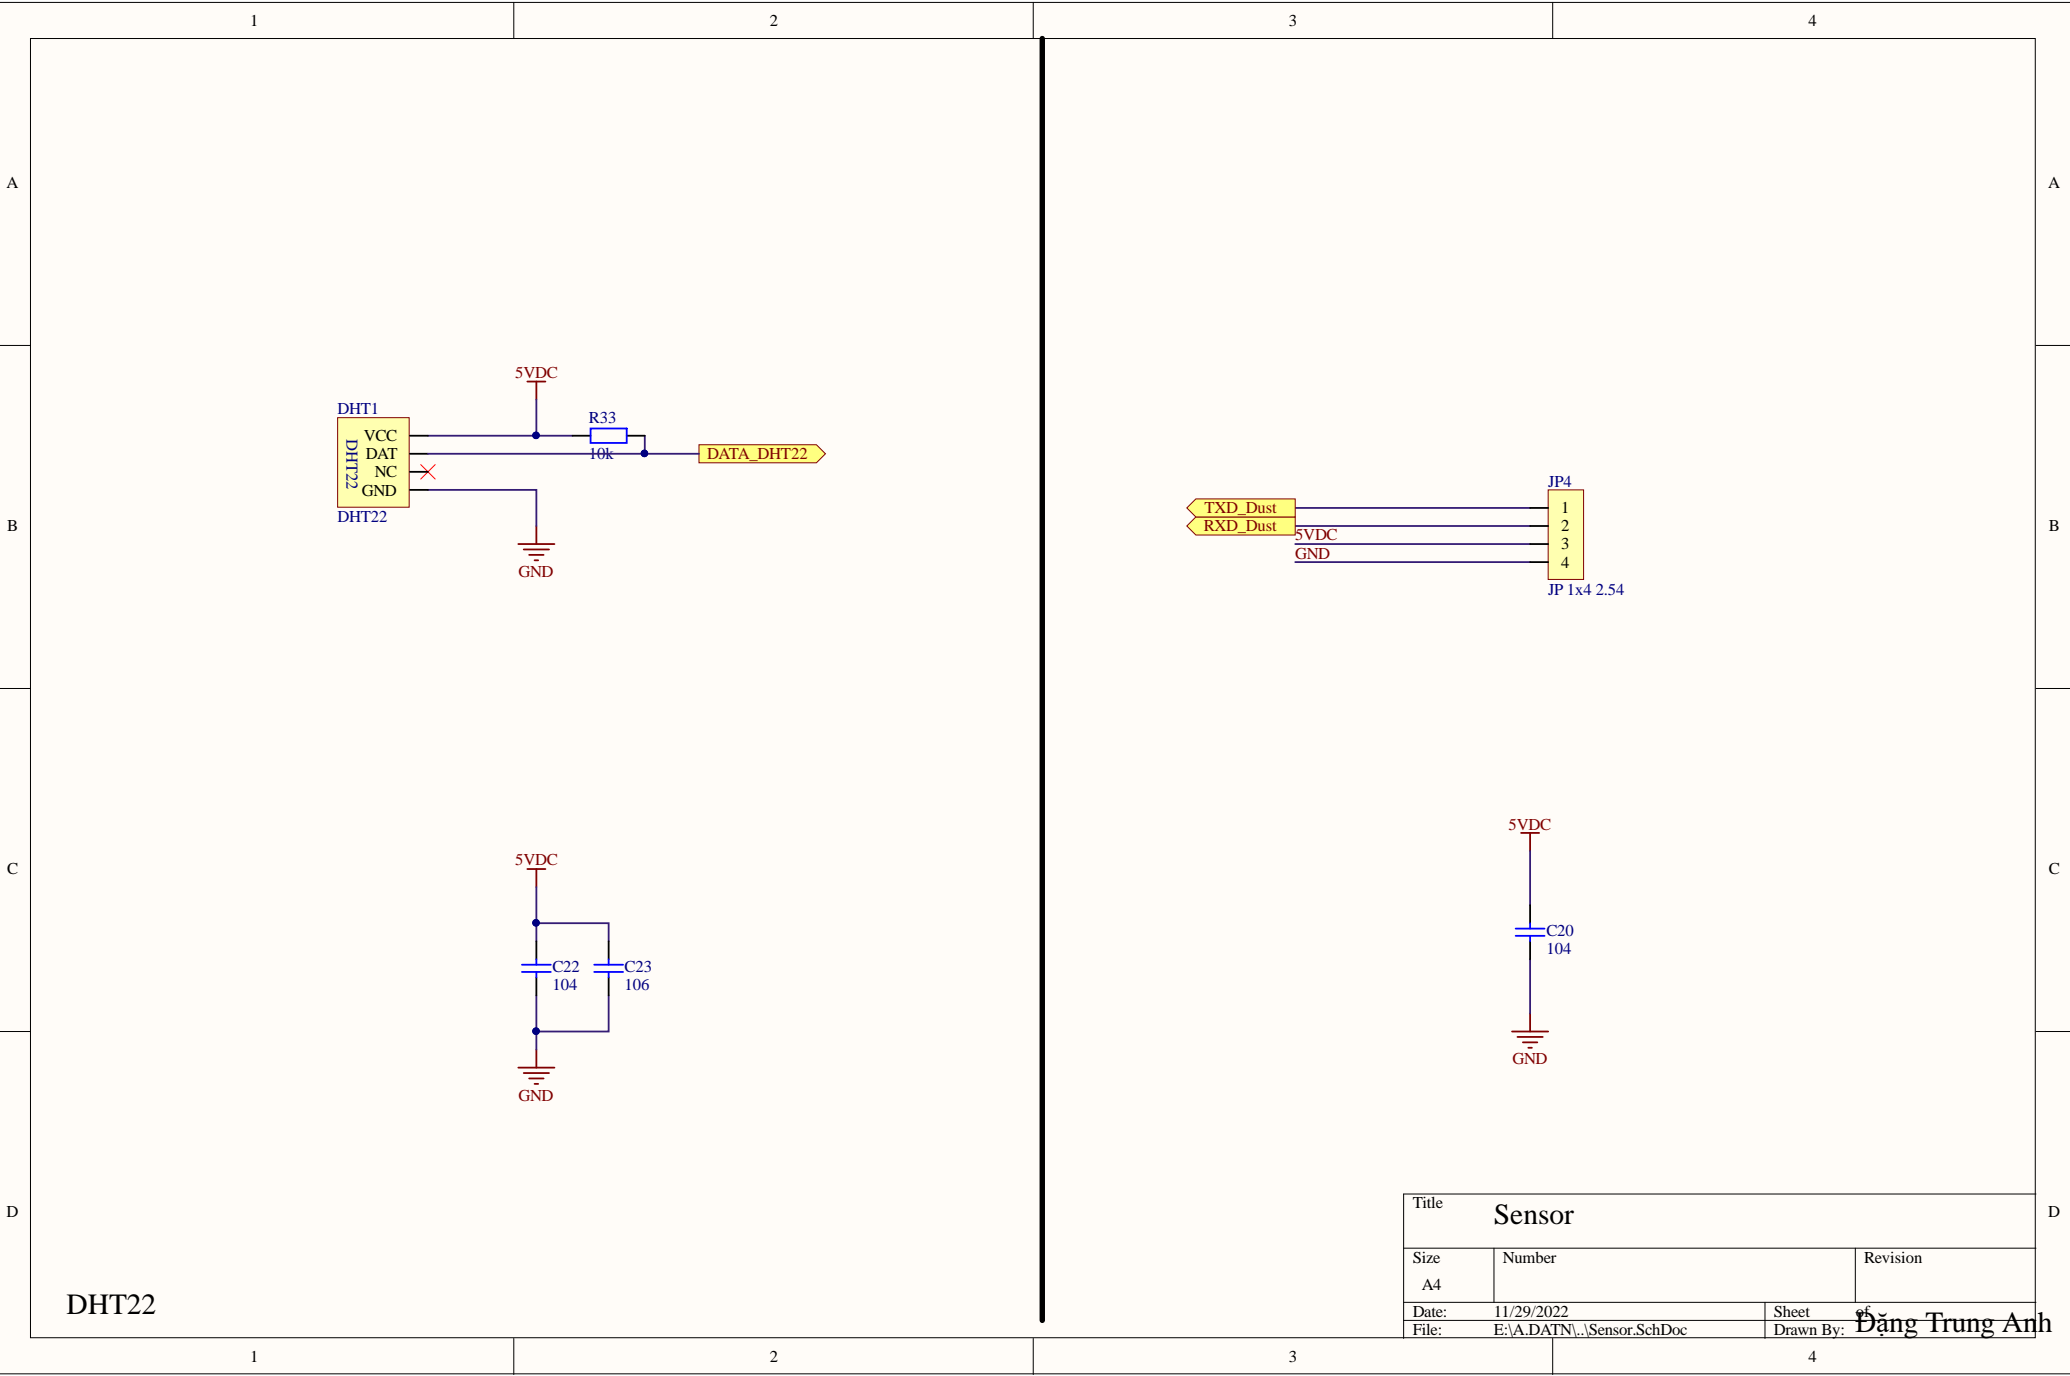 1 2 3 4
A A
5VDC
DHT1
R33
VCC
DAT
NC
GND
DHT22
10k
DATA_DHT22
DHT22
GND
JP4
TXD_Dust
RXD_Dust
5VDC
GND
1
2
3
4
JP 1x4 2.54
B B
5VDC
C22
104
C23
106
GND
5VDC
C20
104
GND
C C
D D
DHT22
Title Sensor
Size Number Revision
A4
Date: 11/29/2022 Sheet of
File: E:\A.DATN\..\Sensor.SchDoc Drawn By: Đặng Trung Anh
1 2 3 4